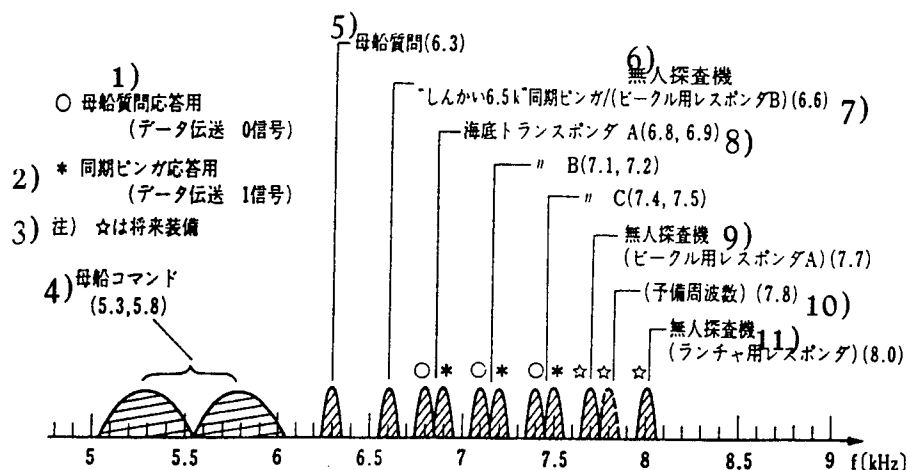 5) 母船質問(6.3)
1)
○ 母船質問応答用
(データ伝送 0信号)
6) 無人探査機
"しんかい6.5k"同期ピンガ/(ビークル用レスポンダB)(6.6) 7)
海底トランスポンダ A(6.8, 6.9) 8)
2) * 同期ピンガ応答用
(データ伝送 1信号)
〃 B(7.1, 7.2)
〃 C(7.4, 7.5)
3) 注) ☆は将来装備
無人探査機 9)
(ビークル用レスポンダA)(7.7)
4) 母船コマンド
(5.3,5.8)
(予備周波数) (7.8) 10)
無人探査機 11)
(ランチャ用レスポンダ)(8.0)
○ * ○ * ○ * ☆ ☆ ☆
5 5.5 6 6.5 7 7.5 8 8.5 9 f(kHz)